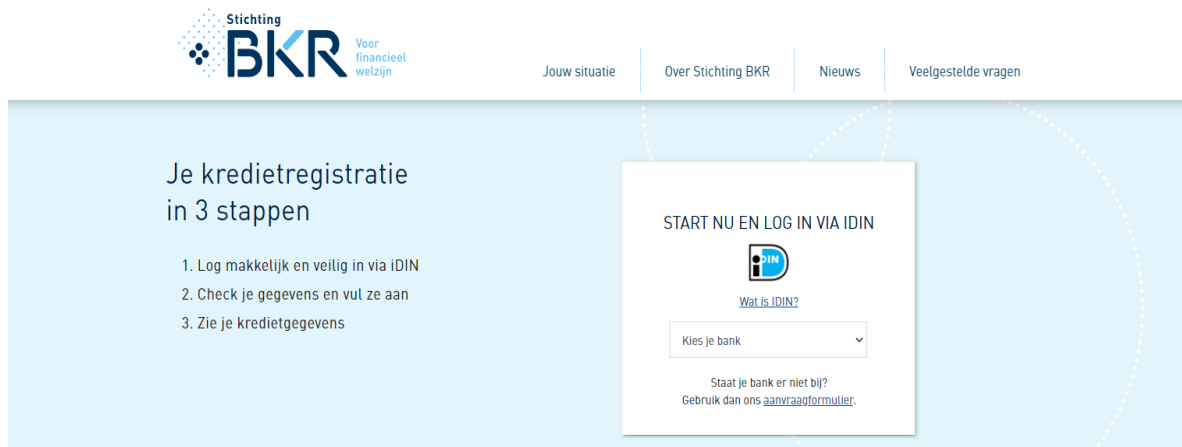 Stichting
BKR
Voor
financieel
welzijn
Jouw situatie
Over Stichting BKR
Nieuws
Veelgestelde vragen
Je kredietregistratie
in 3 stappen
1. Log makkelijk en veilig in via iDIN
2. Check je gegevens en vul ze aan
3. Zie je kredietgegevens
START NU EN LOG IN VIA IDIN
iDIN
Wat is IDIN?
Kies je bank
Staat je bank er niet bij?
Gebruik dan ons aanvraagformulier.